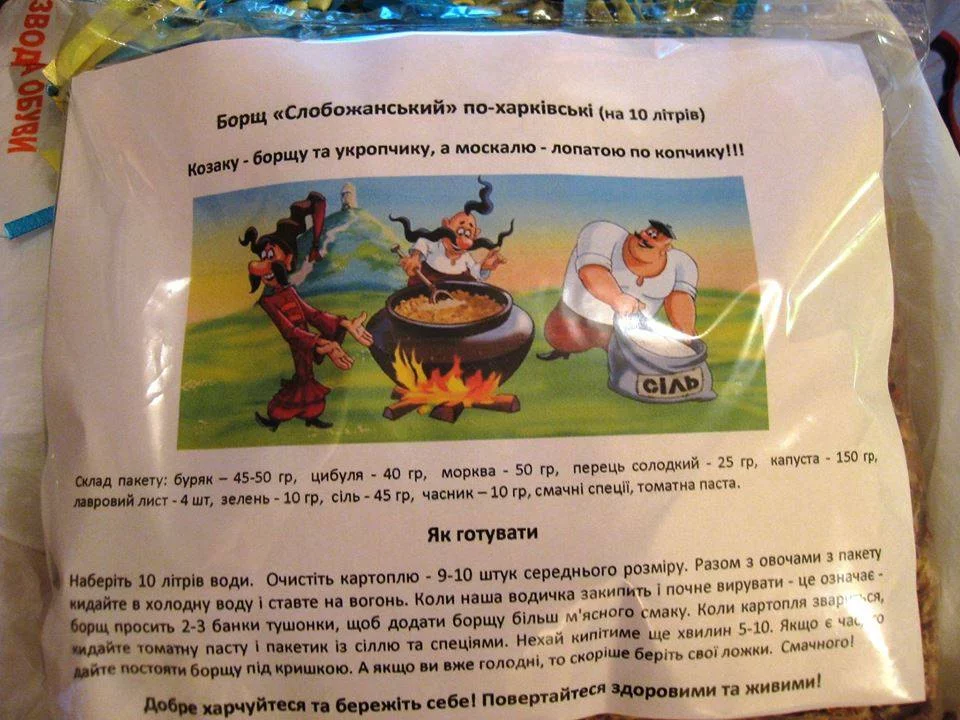 ЗВОД ОБУВИ
Борщ «Слобожанський» по-харківські (на 10 літрів)
Козаку - борщу та укропчику, а москалю - лопатою по копчику!!!
СІЛЬ
Склад пакету: буряк – 45-50 гр, цибуля - 40 гр, морква - 50 гр, перець солодкий - 25 гр, капуста - 150 гр,
лавровий лист - 4 шт, зелень - 10 гр, сіль - 45 гр, часник – 10 гр, смачні спеції, томатна паста.
Як готувати
Наберіть 10 літрів води. Очистіть картоплю - 9-10 штук середнього розміру. Разом з овочами з пакету
кидайте в холодну воду і ставте на вогонь. Коли наша водичка закипить і почне вирувати - це означає -
борщ просить 2-3 банки тушонки, щоб додати борщу більш м'ясного смаку. Коли картопля звариться,
кидайте томатну пасту і пакетик із сіллю та спеціями. Нехай кипітиме ще хвилин 5-10. Якщо є час, то
дайте постояти борщу під кришкою. А якщо ви вже голодні, то скоріше беріть свої ложки. Смачного!
Добре харчуйтеся та бережіть себе! Повертайтеся здоровими та живими!